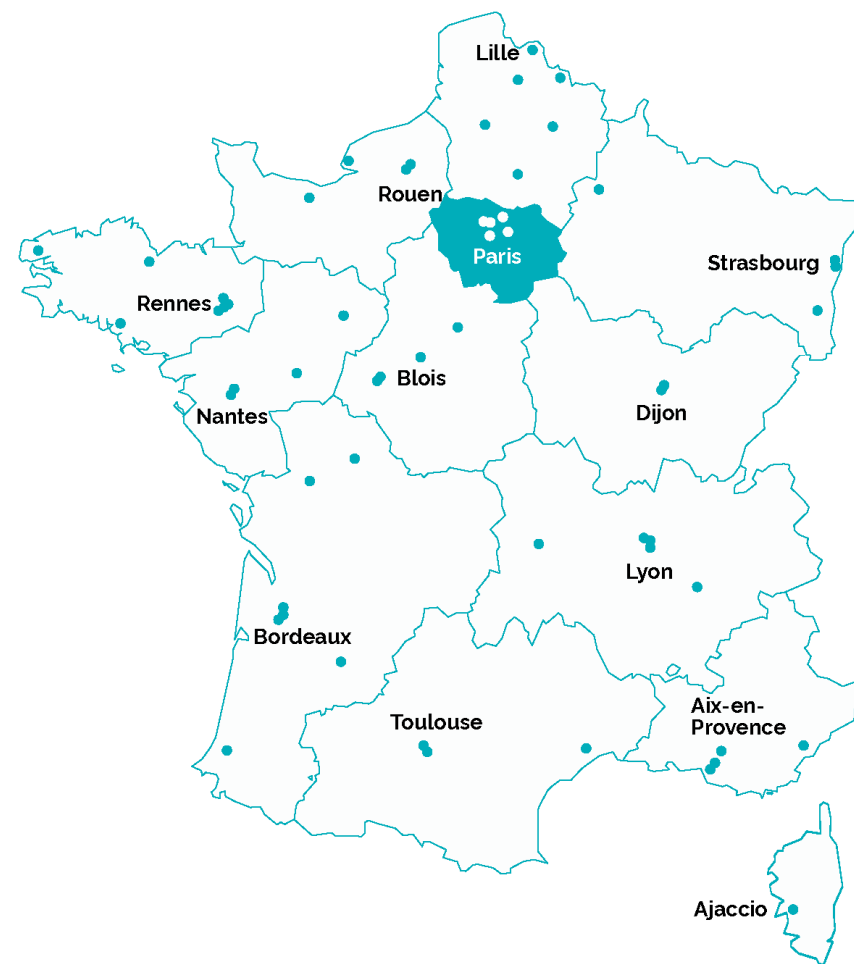 Lille
Rouen
Paris
Strasbourg
Rennes
Blois
Nantes
Dijon
Lyon
Bordeaux
Aix-en-
Provence
Toulouse
Ajaccio